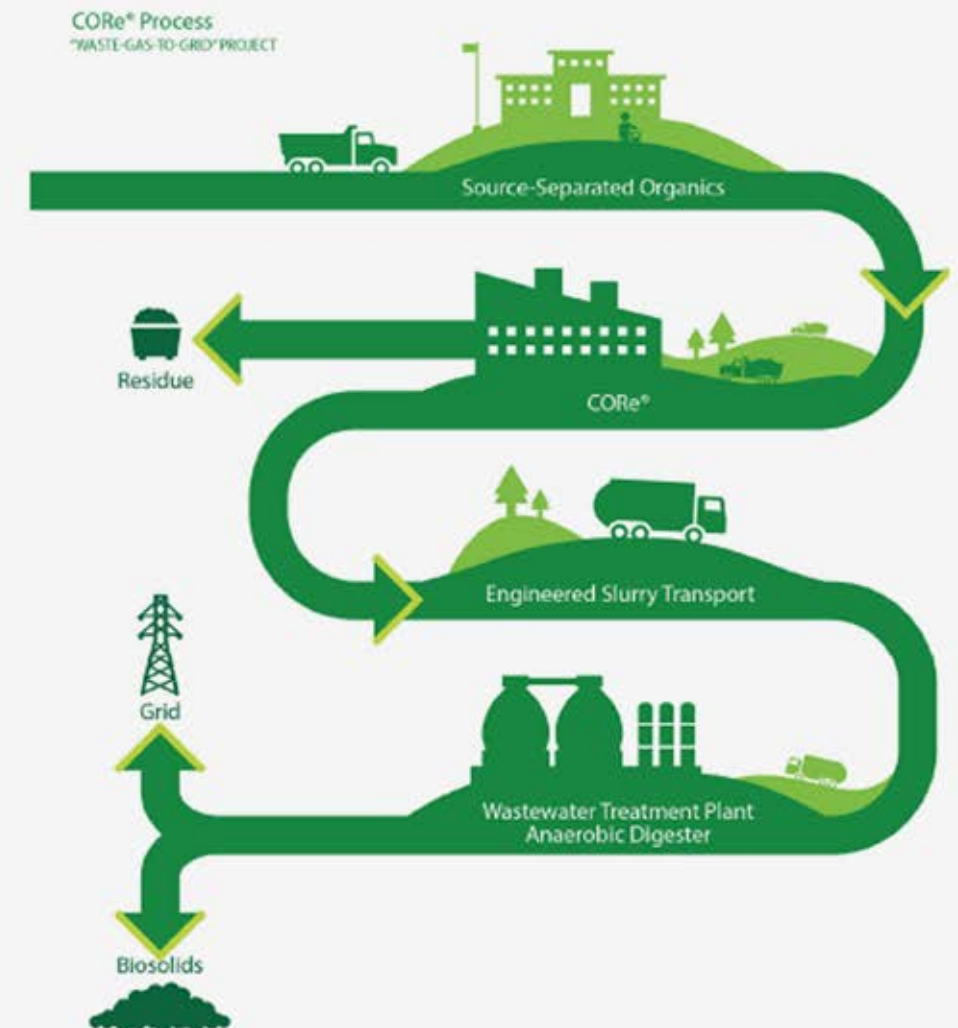 CORe® Process
"WASTE-GAS-TO-GRID" PROJECT
Source-Separated Organics
Residue
CORe®
Engineered Slurry Transport
Grid
Wastewater Treatment Plant
Anaerobic Digester
Biosolids